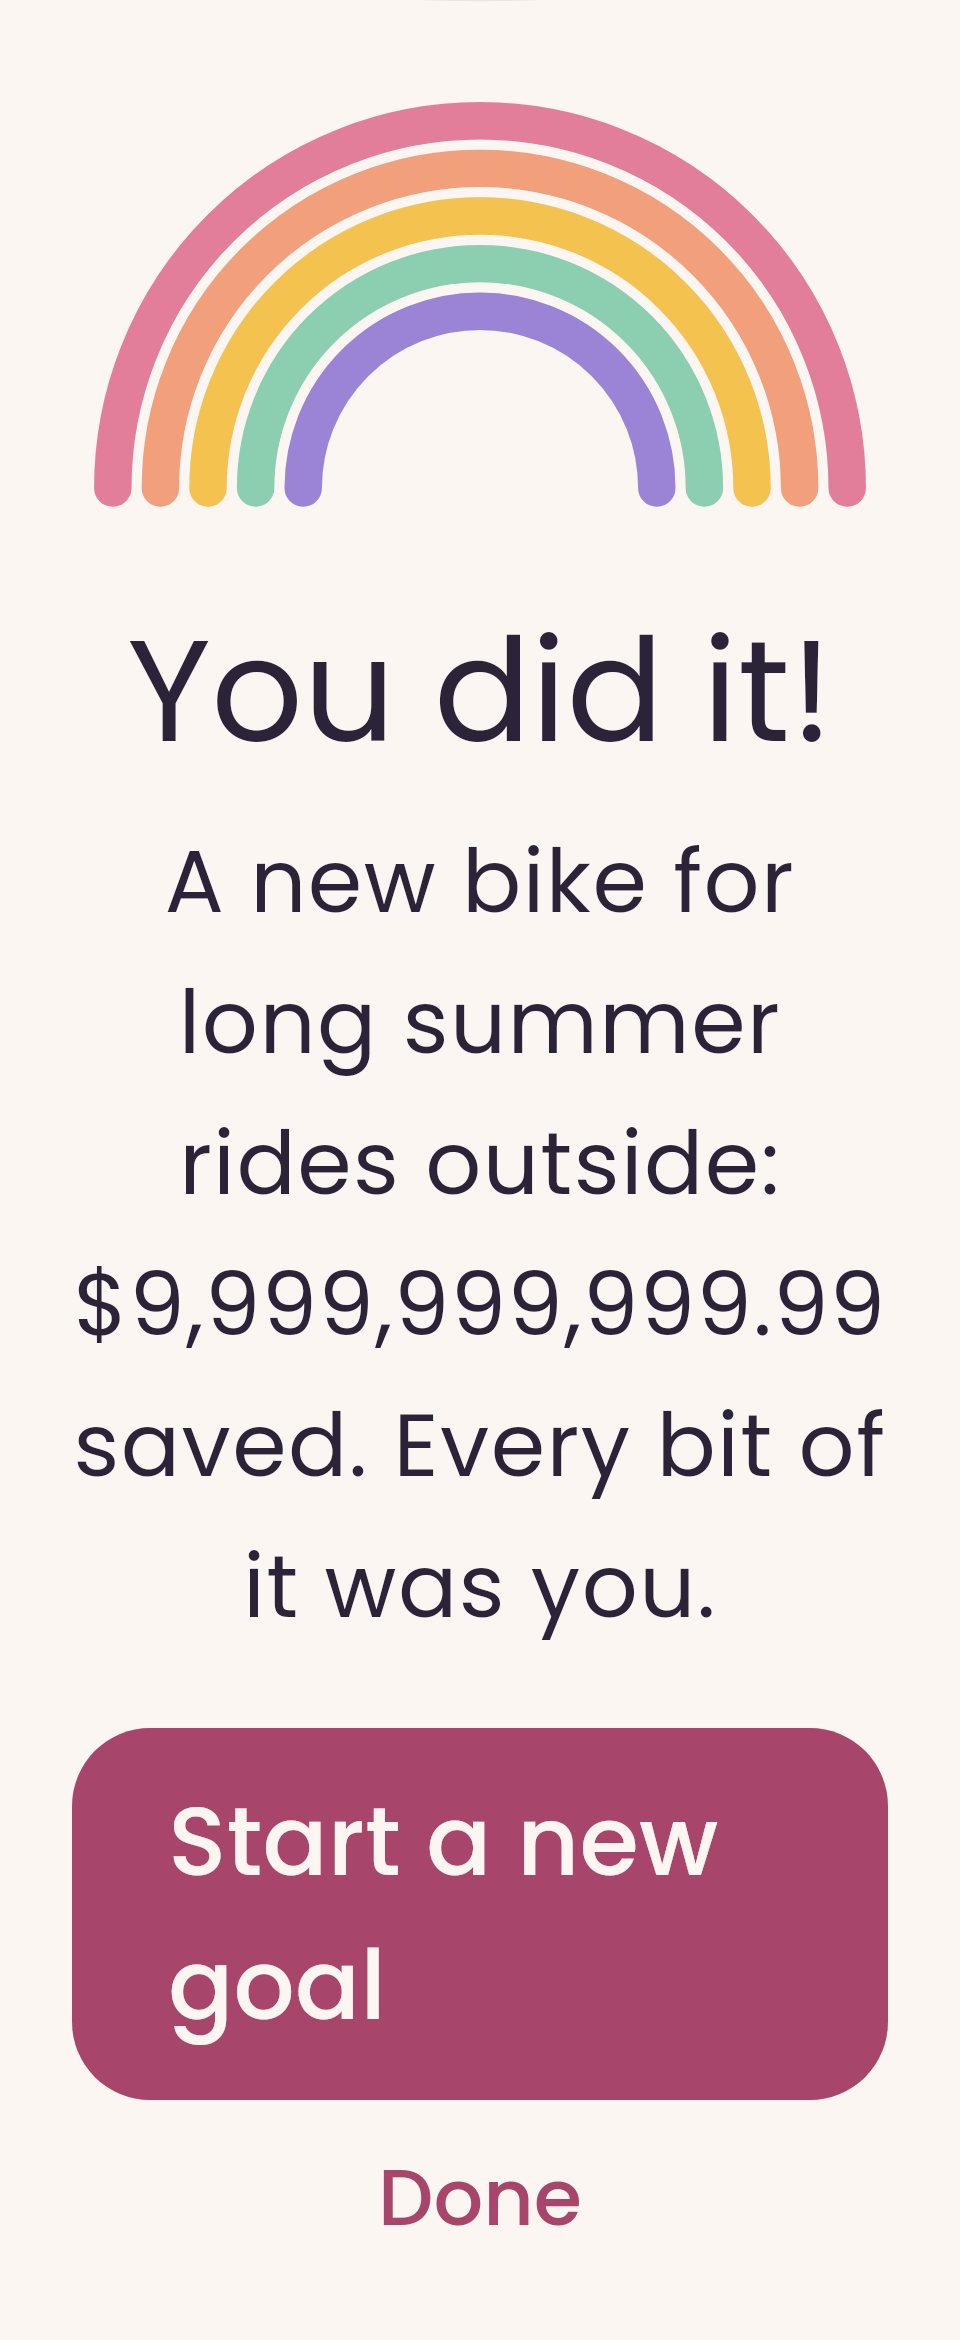 You did it!
A new bike for
long summer
rides outside:
$9,999,999,999.99
saved. Every bit of
it was you.
Start a new
goal
Done